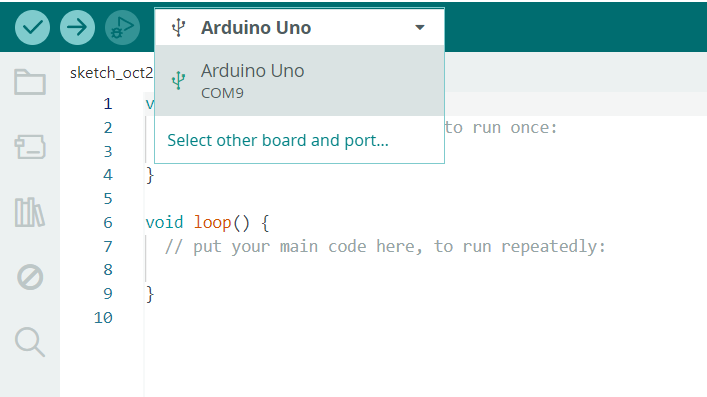 Arduino Uno
Arduino Uno
COM9
Select other board and port...
sketch_oct2
1 v
2 to run once:
3
4 }
5
6 void loop() {
7 // put your main code here, to run repeatedly:
8
9 }
10